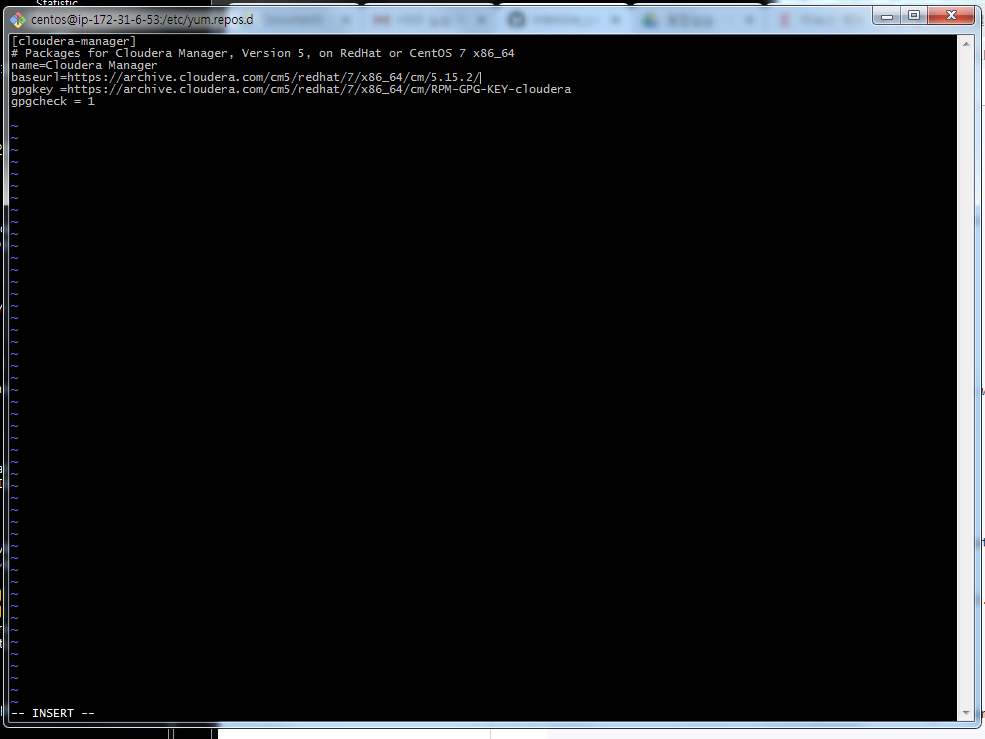 Statistic
centos@ip-172-31-6-53:/etc/yum.repos.d
[cloudera-manager]
# Packages for Cloudera Manager, Version 5, on RedHat or CentOS 7 x86_64
name=Cloudera Manager
baseurl=https://archive.cloudera.com/cm5/redhat/7/x86_64/cm/5.15.2/
gpgkey =https://archive.cloudera.com/cm5/redhat/7/x86_64/cm/RPM-GPG-KEY-cloudera
gpgcheck = 1
-- INSERT --